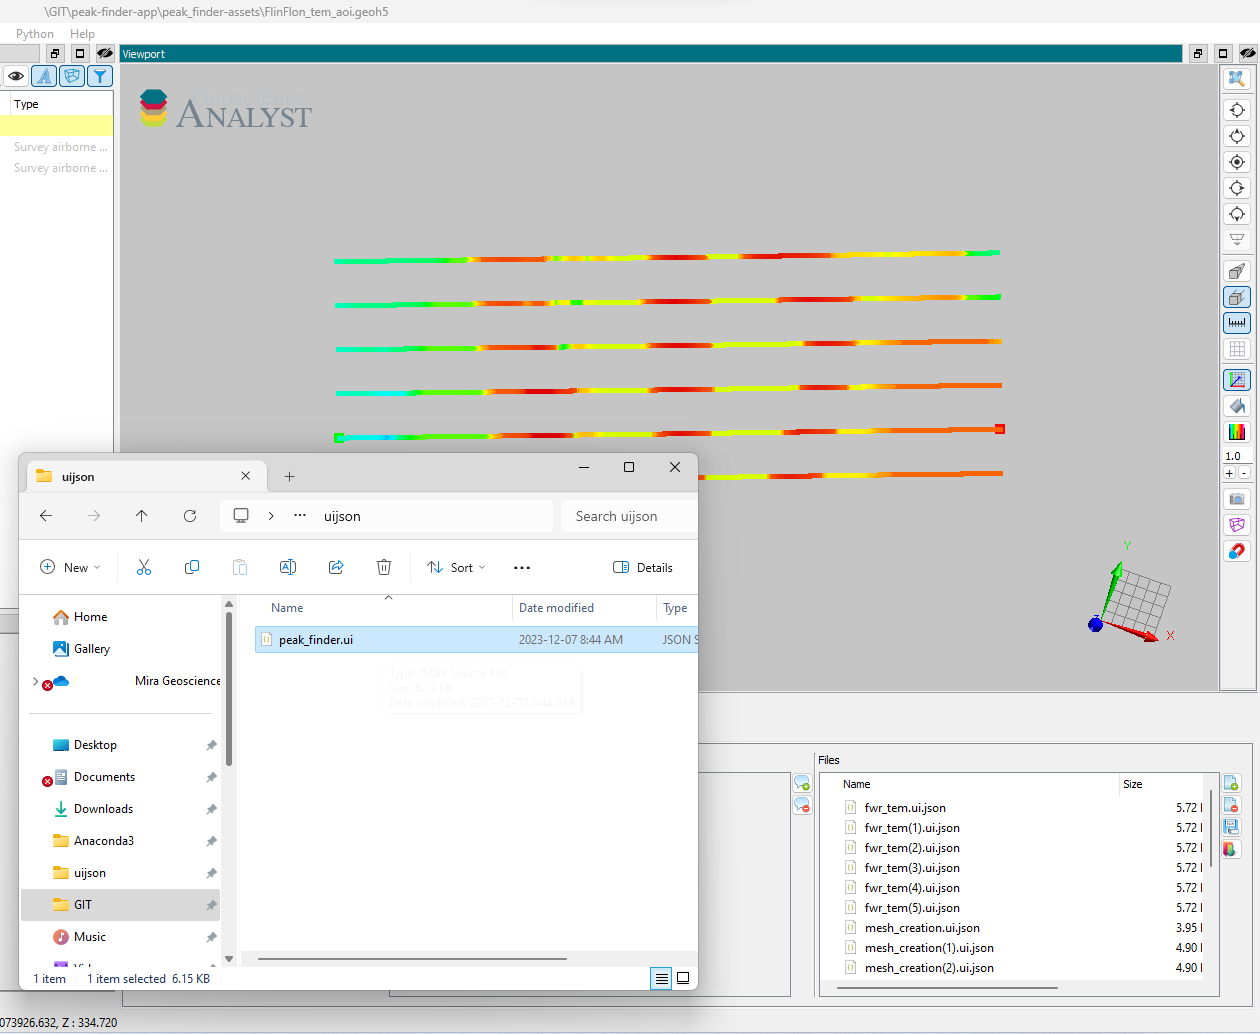 \GIT\peak-finder-app\peak_finder-assets\FlinFlon_tem_aoi.geoh5
Python Help
Viewport
Type
Survey airborne ...
Survey airborne ...
Geoscience
ANALYST
1.0
+ -
Y
Z
X
uijson
uijson
Search uijson
New
Sort
Details
Name Date modified Type
peak_finder.ui 2023-12-07 8:44 AM JSON S
Type: JSON Source File
Size: 6.15 KB
Date modified: 2023-12-07 8:44 AM
Home
Gallery
Mira Geoscience
Desktop
Documents
Downloads
Anaconda3
uijson
GIT
Music
1 item 1 item selected 6.15 KB
Files
Name Size
fwr_tem.ui.json 5.72
fwr_tem(1).ui.json 5.72
fwr_tem(2).ui.json 5.72
fwr_tem(3).ui.json 5.72
fwr_tem(4).ui.json 5.72
fwr_tem(5).ui.json 5.72
mesh_creation.ui.json 3.95
mesh_creation(1).ui.json 4.90
mesh_creation(2).ui.json 4.90
073926.632, Z : 334.720